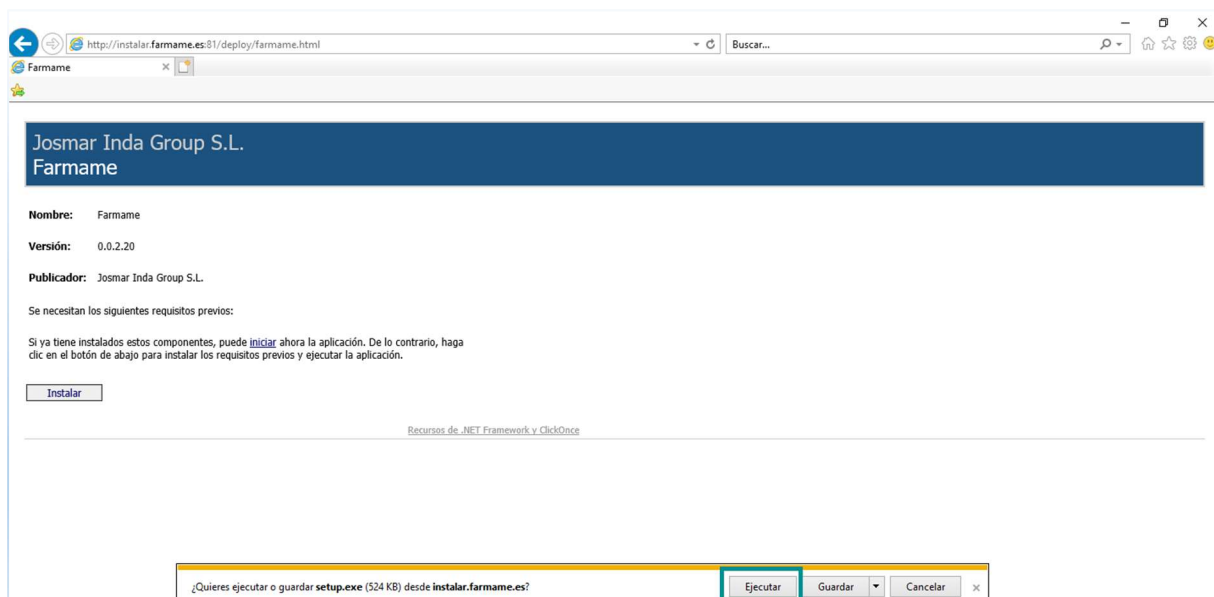 http://instalar.farmame.es:81/deploy/farmame.html
Buscar...
Farmame
Josmar Inda Group S.L.
Farmame
Nombre: Farmame
Versión: 0.0.2.20
Publicador: Josmar Inda Group S.L.
Se necesitan los siguientes requisitos previos:
Si ya tiene instalados estos componentes, puede iniciar ahora la aplicación. De lo contrario, haga
clic en el botón de abajo para instalar los requisitos previos y ejecutar la aplicación.
Instalar
Recursos de .NET Framework y ClickOnce
¿Quieres ejecutar o guardar setup.exe (524 KB) desde instalar.farmame.es? Ejecutar Guardar Cancelar